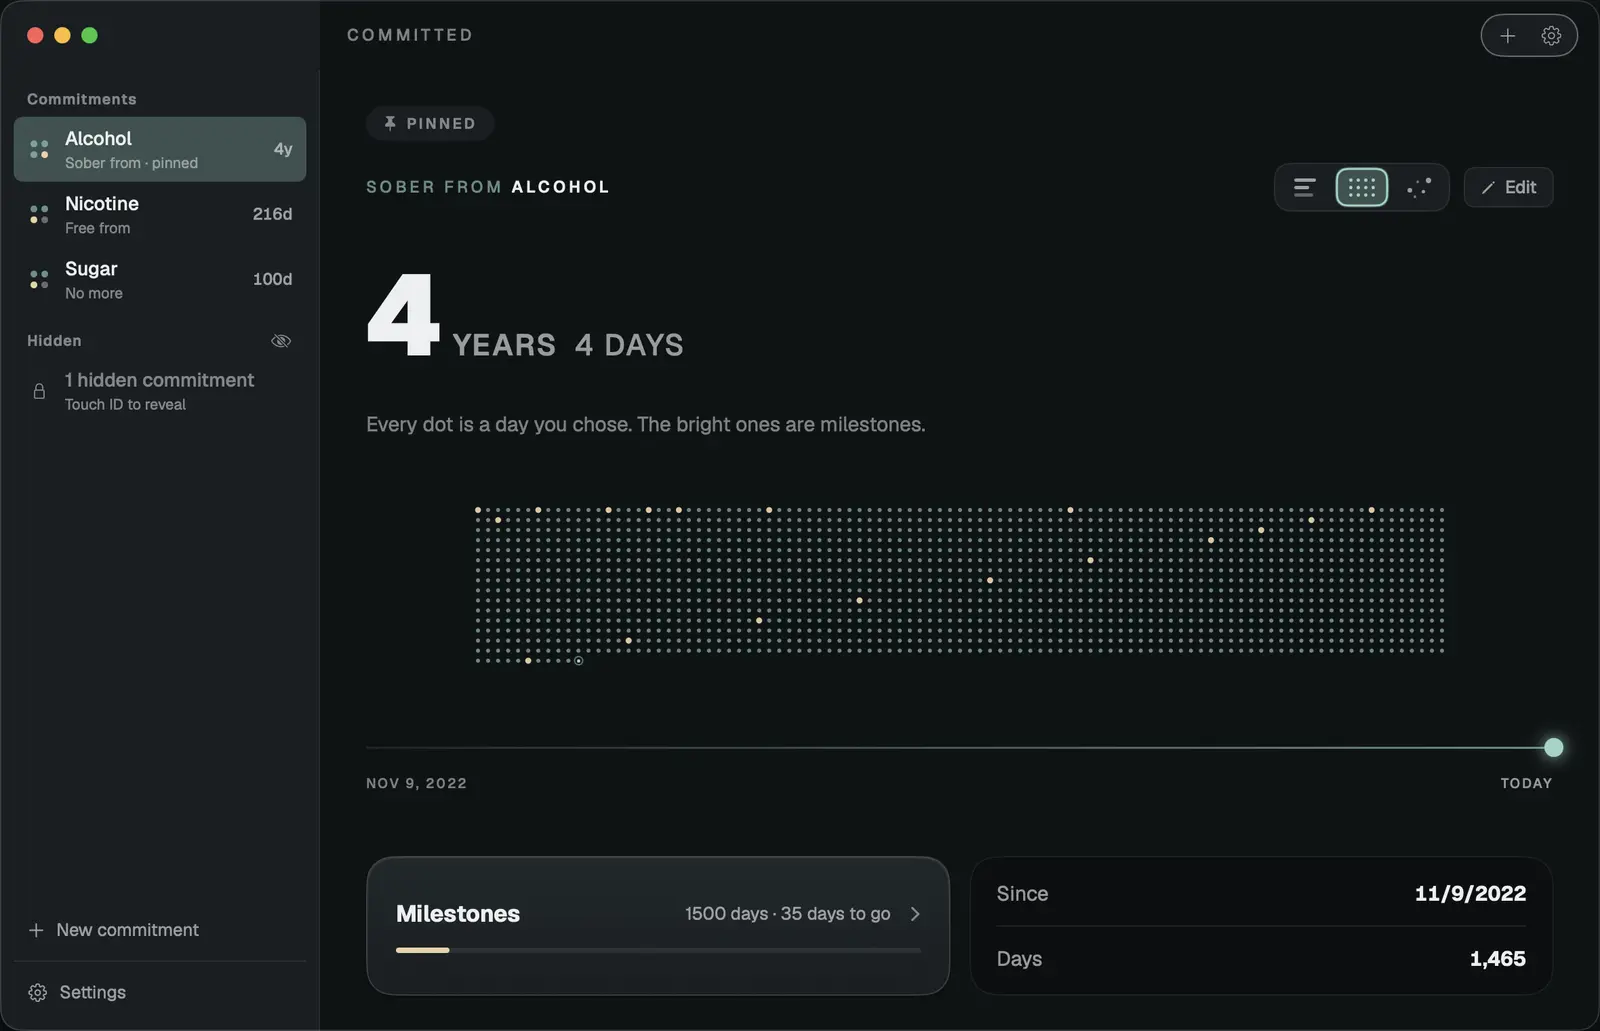 COMMITTED
Commitments
Alcohol
Sober from · pinned
4y
Nicotine
Free from
216d
Sugar
No more
100d
Hidden
1 hidden commitment
Touch ID to reveal
New commitment
Settings
PINNED
SOBER FROM ALCOHOL
Edit
4 YEARS 4 DAYS
Every dot is a day you chose. The bright ones are milestones.
NOV 9, 2022
TODAY
Milestones
1500 days · 35 days to go
Since
11/9/2022
Days
1,465